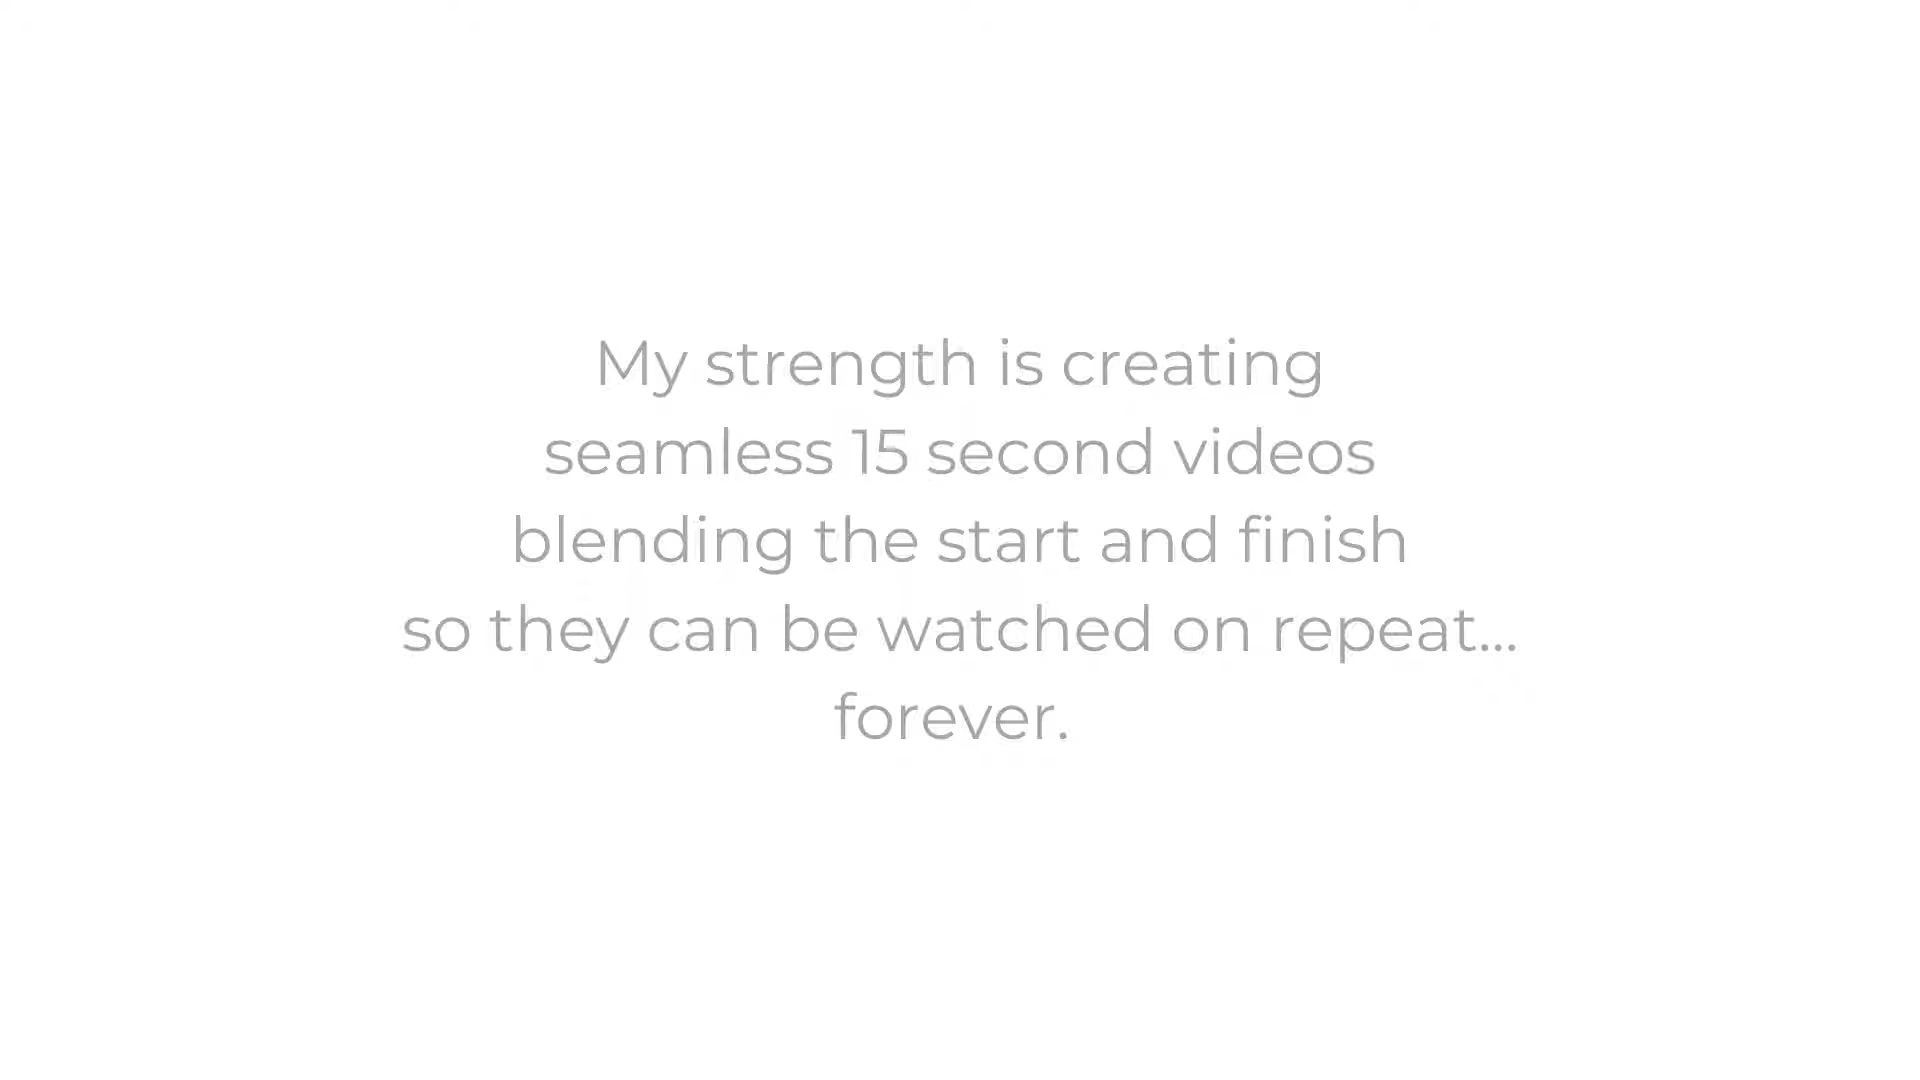 My strength is creating
seamless 15 second videos
blending the start and finish
so they can be watched on repeat...
forever.